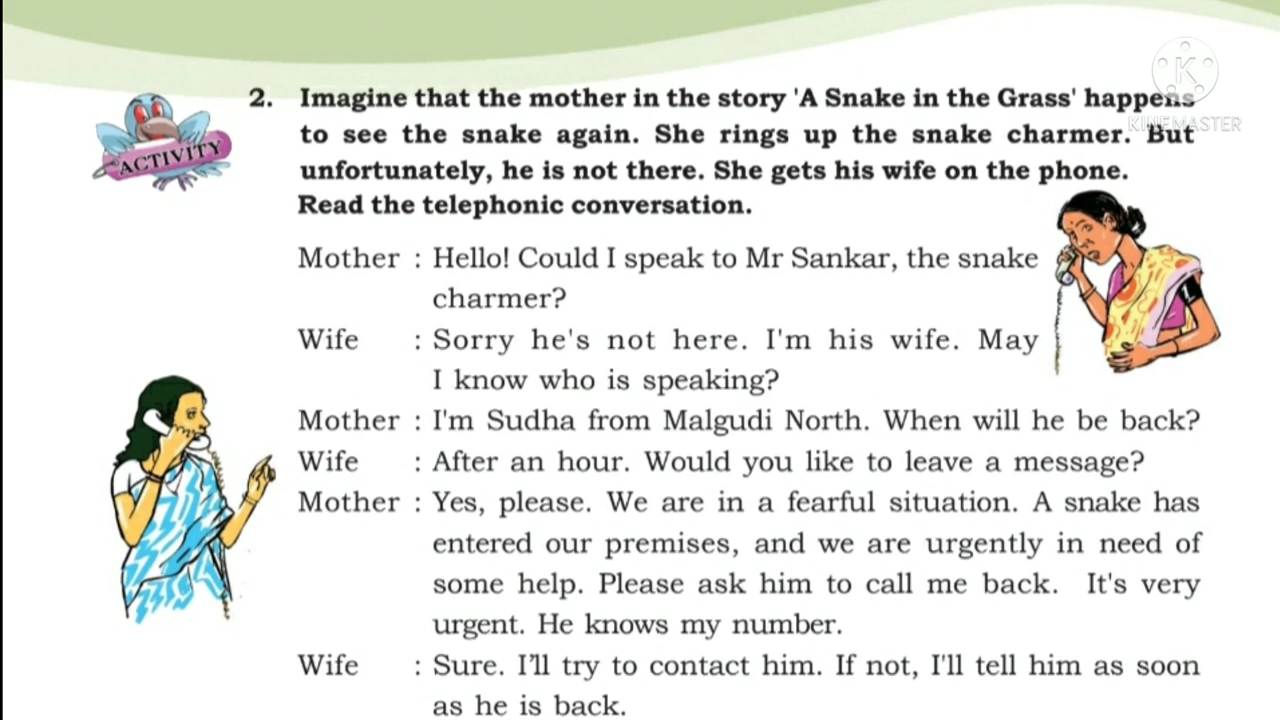 KINEMASTER
ACTIVITY
2. Imagine that the mother in the story 'A Snake in the Grass' happens
to see the snake again. She rings up the snake charmer. But
unfortunately, he is not there. She gets his wife on the phone.
Read the telephonic conversation.
Mother : Hello! Could I speak to Mr Sankar, the snake
charmer?
Wife : Sorry he's not here. I'm his wife. May
I know who is speaking?
Mother : I'm Sudha from Malgudi North. When will he be back?
Wife : After an hour. Would you like to leave a message?
Mother : Yes, please. We are in a fearful situation. A snake has
entered our premises, and we are urgently in need of
some help. Please ask him to call me back. It's very
urgent. He knows my number.
Wife : Sure. I'll try to contact him. If not, I'll tell him as soon
as he is back.